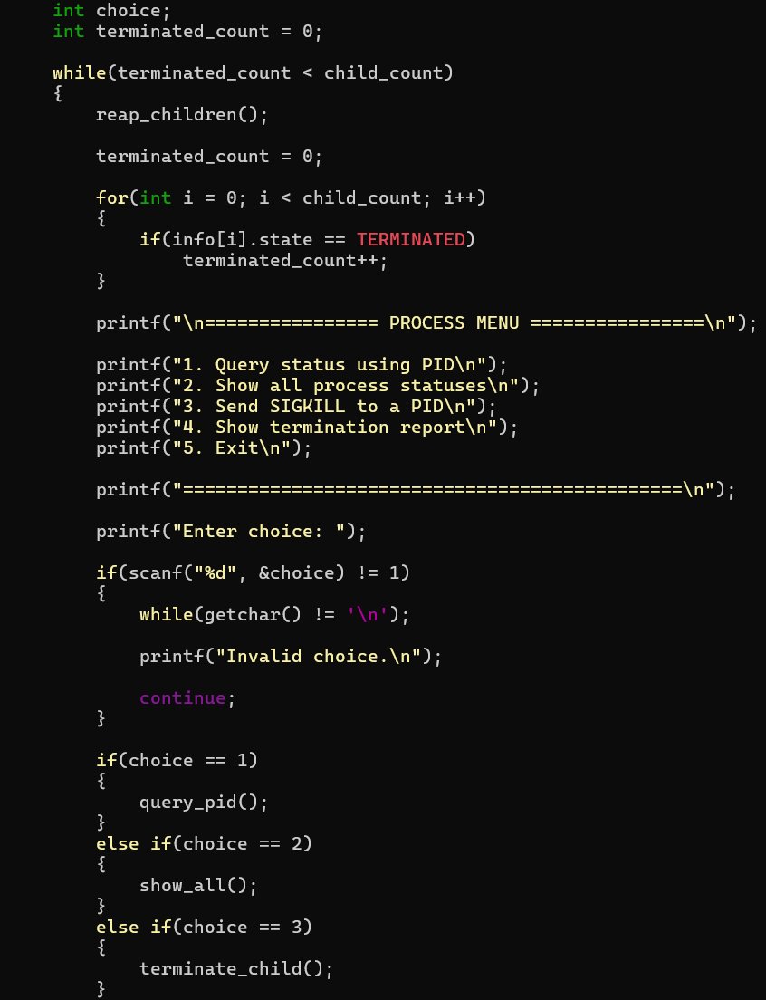 int choice;
int terminated_count = 0;
while(terminated_count < child_count)
{
reap_children();
terminated_count = 0;
for(int i = 0; i < child_count; i++)
{
if(info[i].state == TERMINATED)
terminated_count++;
}
printf("\n================ PROCESS MENU ================\n");
printf("1. Query status using PID\n");
printf("2. Show all process statuses\n");
printf("3. Send SIGKILL to a PID\n");
printf("4. Show termination report\n");
printf("5. Exit\n");
printf("==============================================\n");
printf("Enter choice: ");
if(scanf("%d", &choice) != 1)
{
while(getchar() != '\n');
printf("Invalid choice.\n");
continue;
}
if(choice == 1)
{
query_pid();
}
else if(choice == 2)
{
show_all();
}
else if(choice == 3)
{
terminate_child();
}